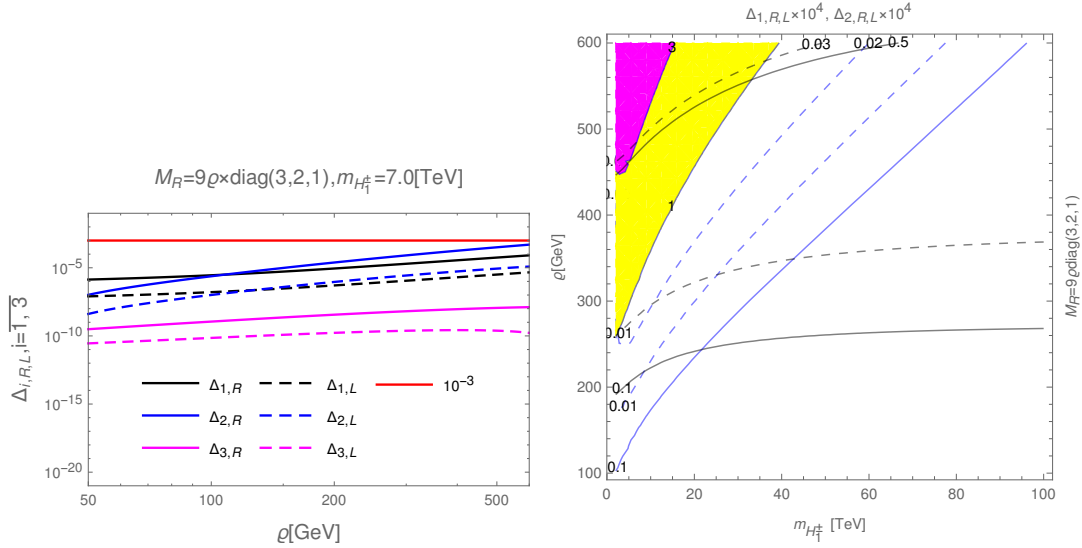 M_R=9ϱ×diag(3,2,1),m_{H_1^±}=7.0[TeV]
Δ_{i,R,L},i=\overline{1, 3}
10^{-5}
10^{-10}
10^{-15}
10^{-20}
Δ_{1,R} Δ_{1,L} 10^{-3}
Δ_{2,R} Δ_{2,L}
Δ_{3,R} Δ_{3,L}
50 100 200 500
ϱ[GeV]
Δ_{1,R,L}×10^4, Δ_{2,R,L}×10^4
ϱ[GeV]
600
500
400
300
200
100
3 0.03 0.02 0.5
0.
0.
1
0.01
0.1
0.01
0.1
0 20 40 60 80 100
m_{H_1^±} [TeV]
M_R=9ϱdiag(3,2,1)